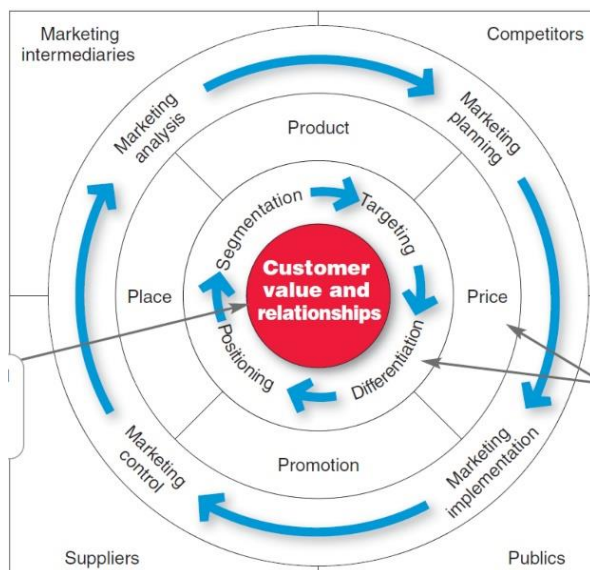 Marketing
intermediaries
Competitors
Marketing
analysis
Marketing
planning
Product
Segmentation
Targeting
Customer
value and
relationships
Place
Price
Positioning
Differentiation
Promotion
Marketing
control
Marketing
implementation
Suppliers
Publics